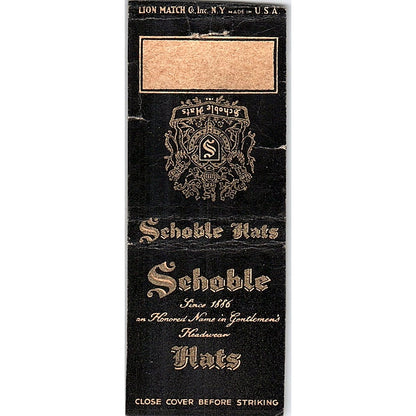 LION MATCH Co., Inc. N.Y. MADE IN U.S.A.
Schoble Hats
S
Schoble Hats
Schoble
Since 1886
an Honored Name in Gentlemen's
Headwear
Hats
CLOSE COVER BEFORE STRIKING